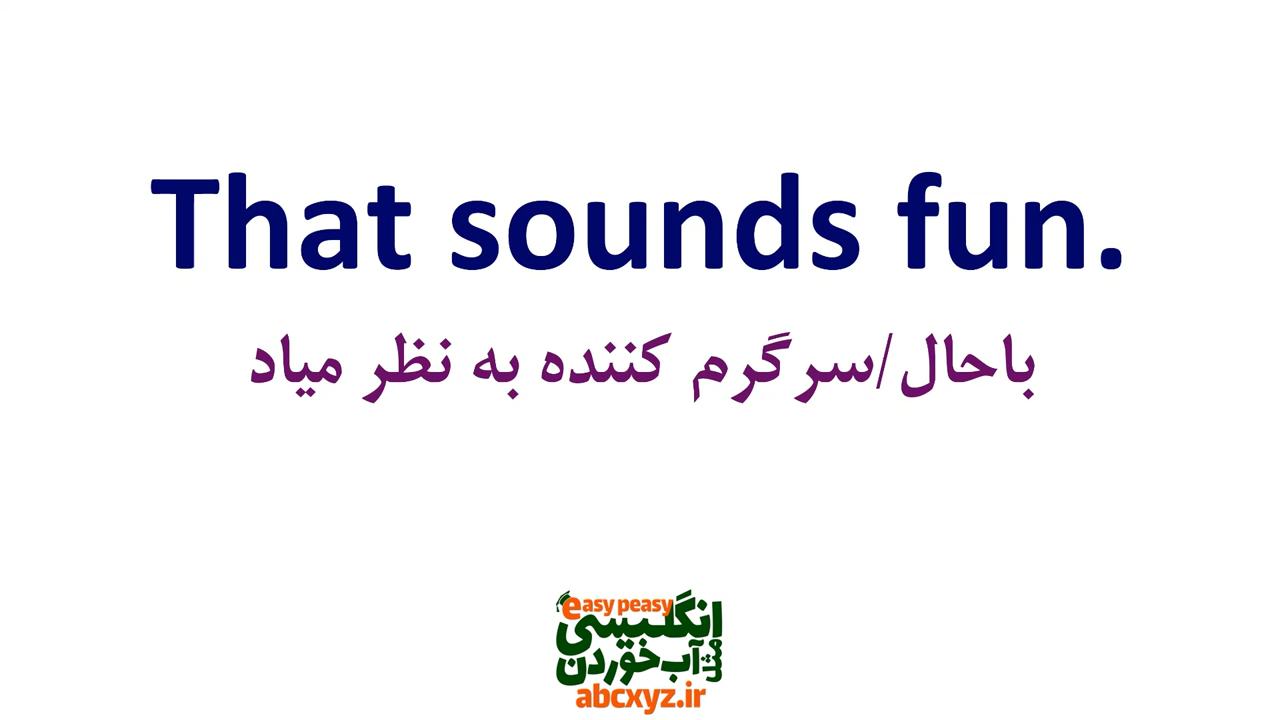 That sounds fun.
باحال/سرگرم کننده به نظر میاد
easy peasy
انگلیسی
مثل آب خوردن
abcxyz.ir